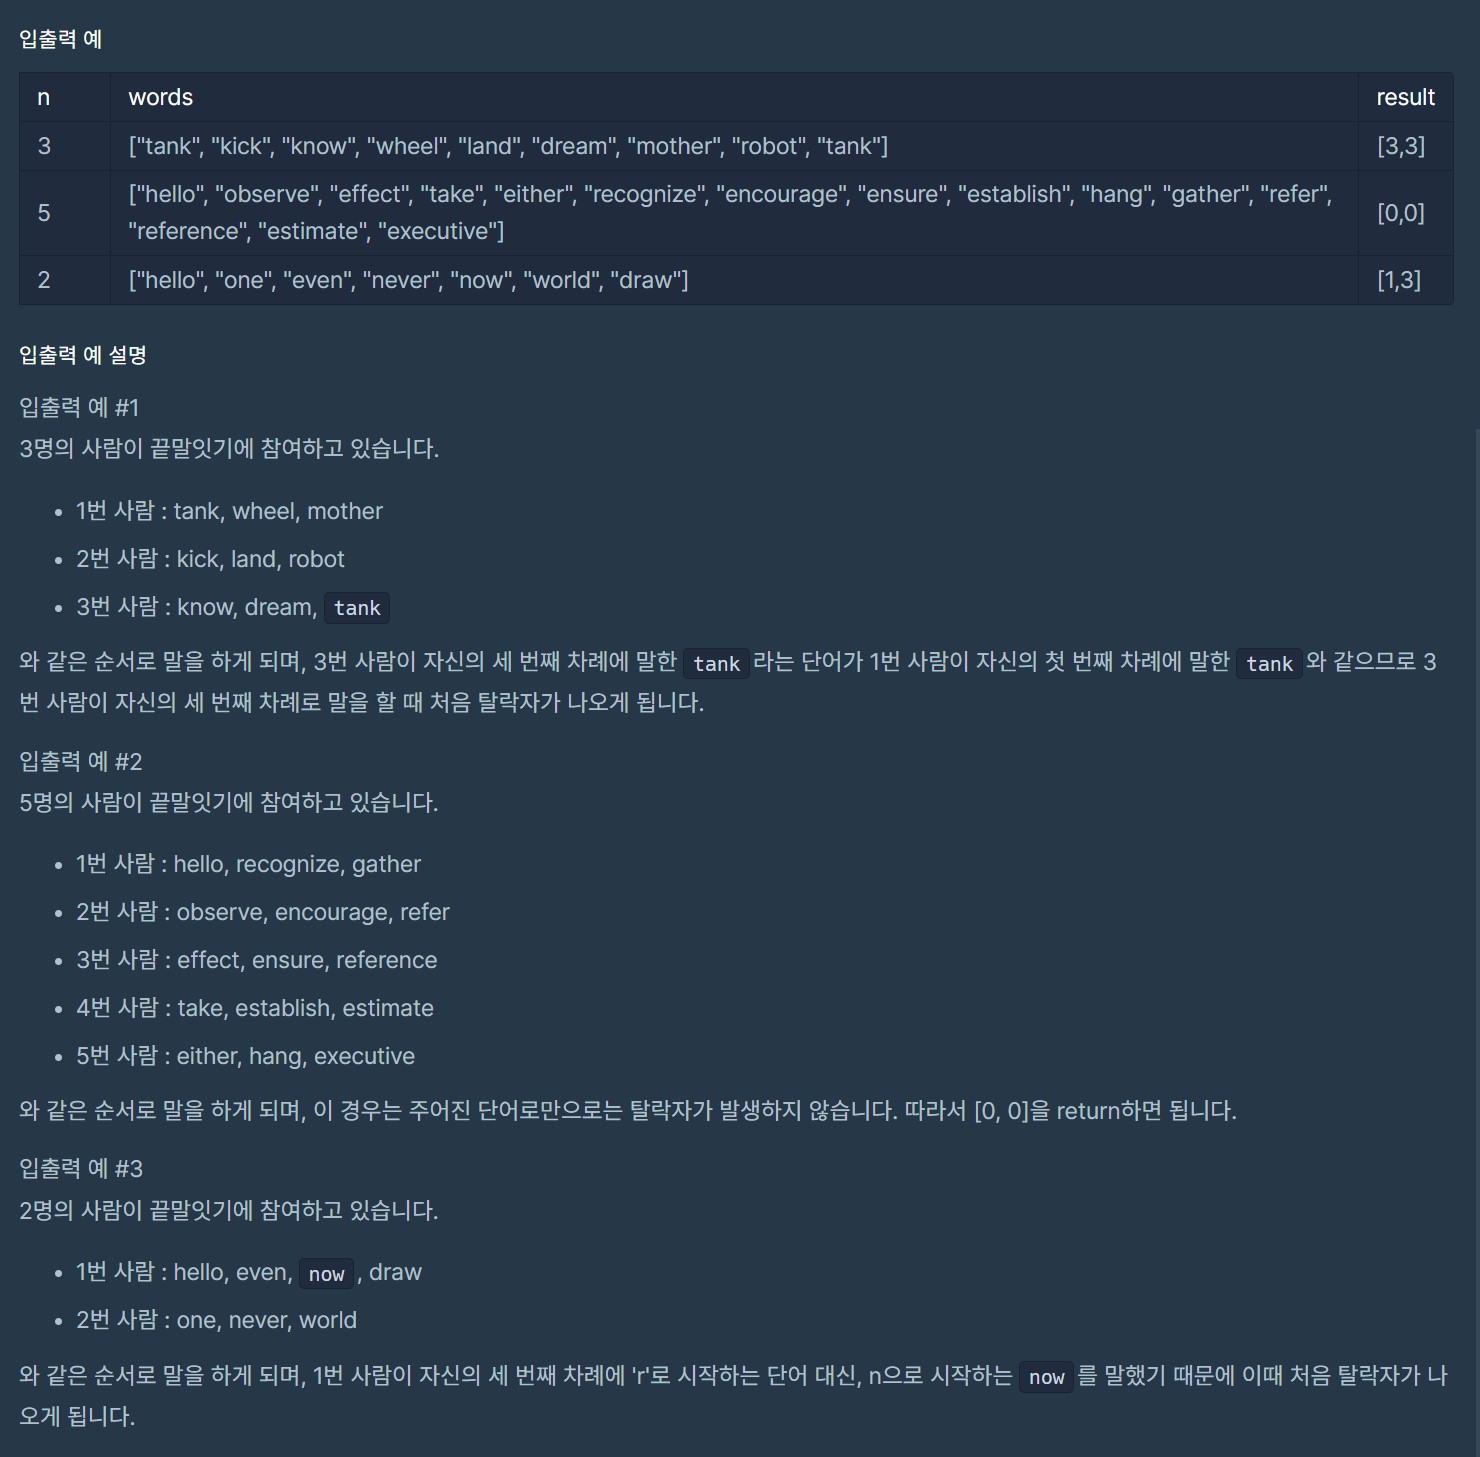 입출력 예
n words result
3 ["tank", "kick", "know", "wheel", "land", "dream", "mother", "robot", "tank"] [3,3]
5 ["hello", "observe", "effect", "take", "either", "recognize", "encourage", "ensure", "establish", "hang", "gather", "refer",
"reference", "estimate", "executive"] [0,0]
2 ["hello", "one", "even", "never", "now", "world", "draw"] [1,3]
입출력 예 설명
입출력 예 #1
3명의 사람이 끝말잇기에 참여하고 있습니다.
• 1번 사람 : tank, wheel, mother
• 2번 사람 : kick, land, robot
• 3번 사람 : know, dream, tank
와 같은 순서로 말을 하게 되며, 3번 사람이 자신의 세 번째 차례에 말한 tank 라는 단어가 1번 사람이 자신의 첫 번째 차례에 말한 tank 와 같으므로 3
번 사람이 자신의 세 번째 차례로 말을 할 때 처음 탈락자가 나오게 됩니다.
입출력 예 #2
5명의 사람이 끝말잇기에 참여하고 있습니다.
• 1번 사람 : hello, recognize, gather
• 2번 사람 : observe, encourage, refer
• 3번 사람 : effect, ensure, reference
• 4번 사람 : take, establish, estimate
• 5번 사람 : either, hang, executive
와 같은 순서로 말을 하게 되며, 이 경우는 주어진 단어로만으로는 탈락자가 발생하지 않습니다. 따라서 [0, 0]을 return하면 됩니다.
입출력 예 #3
2명의 사람이 끝말잇기에 참여하고 있습니다.
• 1번 사람 : hello, even, now , draw
• 2번 사람 : one, never, world
와 같은 순서로 말을 하게 되며, 1번 사람이 자신의 세 번째 차례에 'r'로 시작하는 단어 대신, n으로 시작하는 now 를 말했기 때문에 이때 처음 탈락자가 나
오게 됩니다.